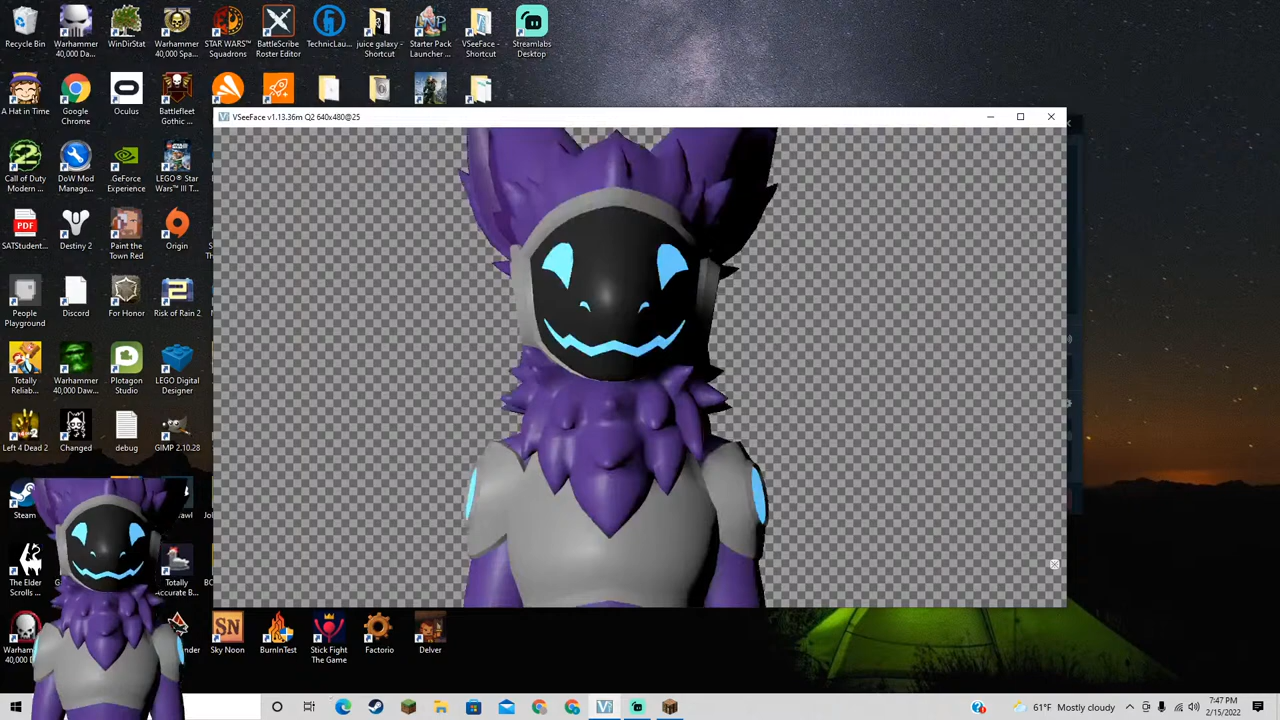 Recycle Bin
Warhammer
40,000 Da...
WinDirStat
Warhammer
40,000 Spa...
STAR WARS™
Squadrons
BattleScribe
Roster Editor
TechnicLau...
juice galaxy -
Shortcut
Starter Pack
Launcher ...
VSeeFace -
Shortcut
Streamlabs
Desktop
A Hat in Time
Google
Chrome
Oculus
Battlefleet
Gothic ...
VSeeFace v1.13.36m Q2 640x480@25
Call of Duty
Modern ...
DoW Mod
Manage...
GeForce
Experience
LEGO® Star
Wars™ III T...
PDF
SATStudent...
Destiny 2
Paint the
Town Red
Origin
People
Playground
Discord
For Honor
Risk of Rain 2
Totally
Reliab...
Warhammer
40,000 Daw...
Plotagon
Studio
LEGO Digital
Designer
Left 4 Dead 2
Changed
debug
GIMP 2.10.28
Steam
The Elder
Scrolls ...
Totally
Accurate B...
Warham
40,000
SN
Sky Noon
BurnInTest
Stick Fight
The Game
Factorio
Delver
61°F Mostly cloudy
7:47 PM
2/15/2022